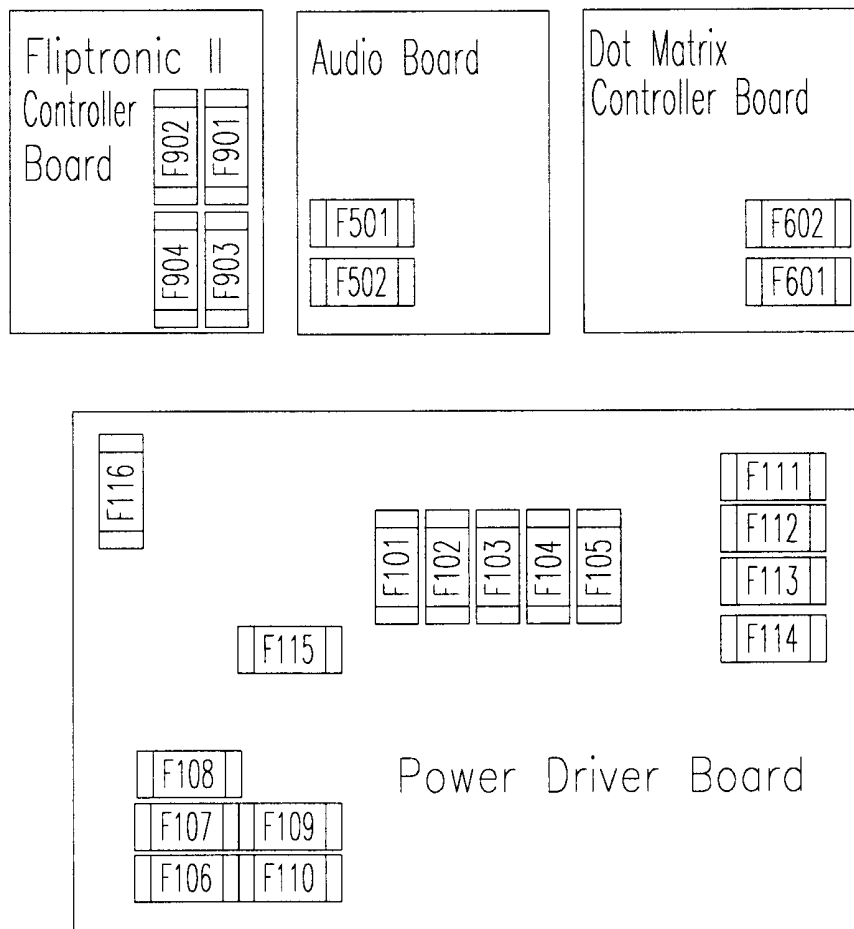 Fliptronic II
Controller
Board
F902
F901
F904
F903
Audio Board
F501
F502
Dot Matrix
Controller Board
F602
F601
F116
F101
F102
F103
F104
F105
F111
F112
F113
F114
F115
Power Driver Board
F108
F107
F109
F106
F110